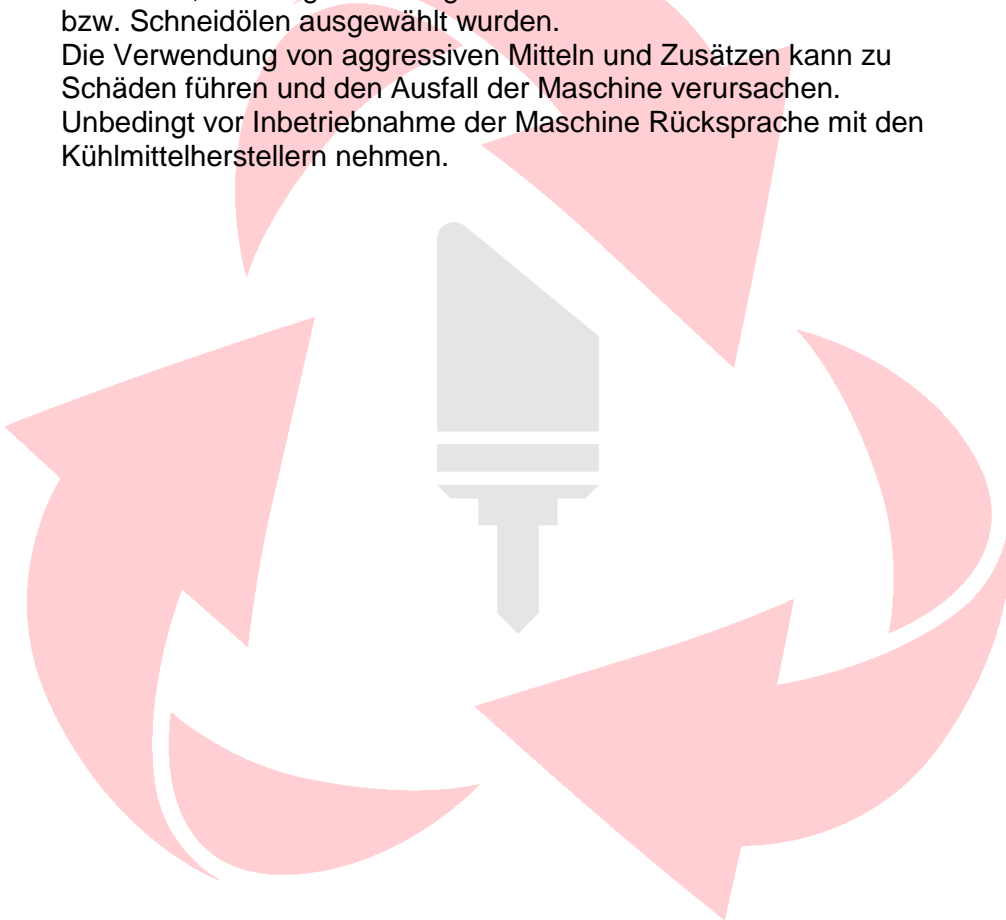 bzw. Schneidölen ausgewählt wurden.
Die Verwendung von aggressiven Mitteln und Zusätzen kann zu
Schäden führen und den Ausfall der Maschine verursachen.
Unbedingt vor Inbetriebnahme der Maschine Rücksprache mit den
Kühlmittelherstellern nehmen.